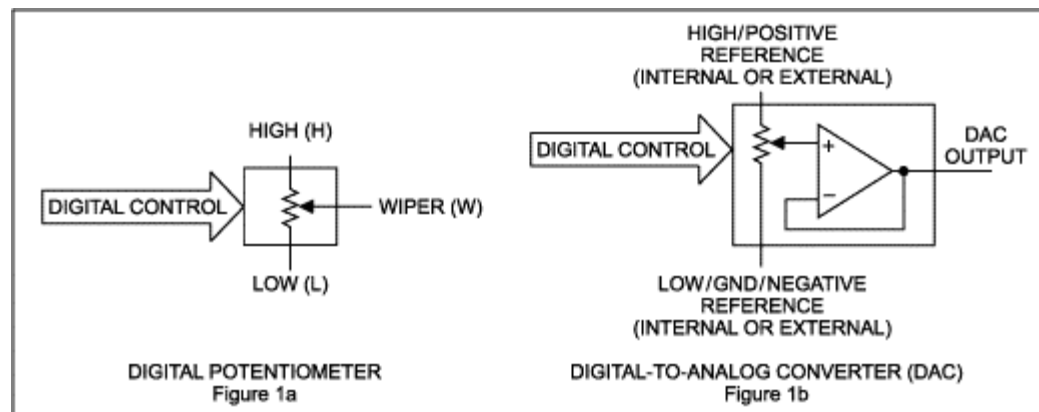 HIGH (H)
DIGITAL CONTROL
WIPER (W)
LOW (L)
DIGITAL POTENTIOMETER
Figure 1a
HIGH/POSITIVE
REFERENCE
(INTERNAL OR EXTERNAL)
DIGITAL CONTROL
+
−
DAC
OUTPUT
LOW/GND/NEGATIVE
REFERENCE
(INTERNAL OR EXTERNAL)
DIGITAL-TO-ANALOG CONVERTER (DAC)
Figure 1b